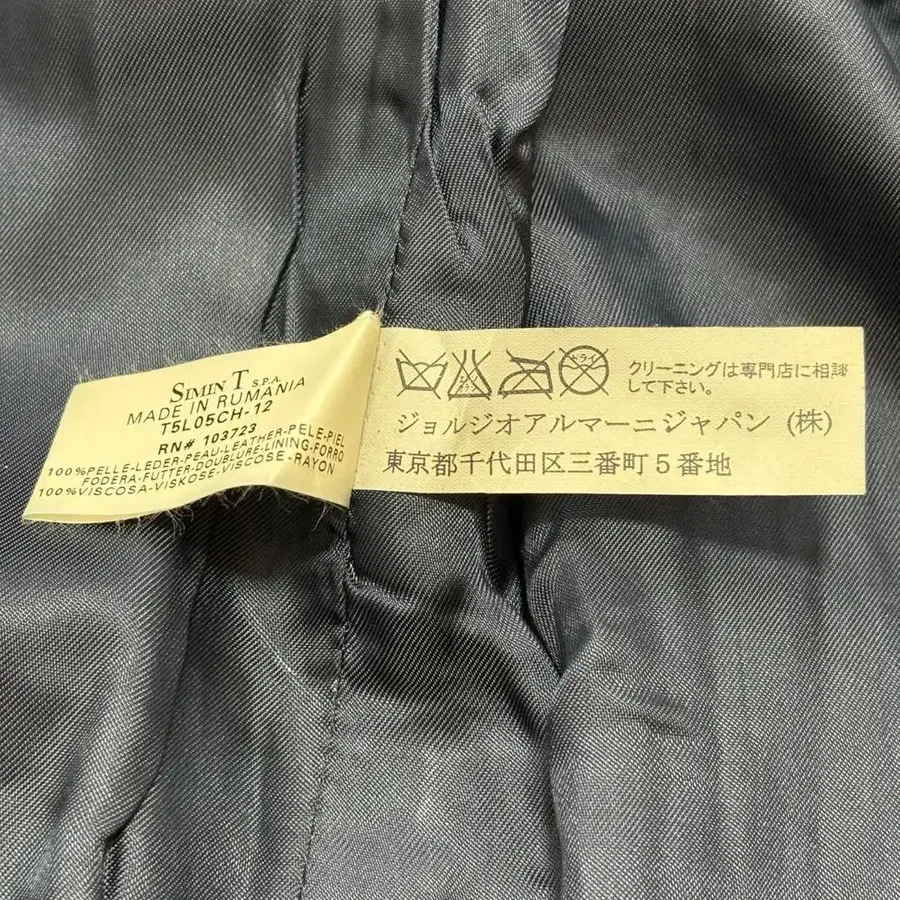 SIMIN T S.P.A.
MADE IN RUMANIA
T5L05CH-12
RN# 103723
100%PELLE-LEDER-PEAU-LEATHER-PELE-PIEL
FODERA-FUTTER-DOUBLURE-LINING-FORRO
100%VISCOSA-VISKOSE-VISCOSE-RAYON
ドライ
クリーニングは専門店に相談
して下さい。
ジョルジオアルマーニジャパン (株)
東京都千代田区三番町5番地